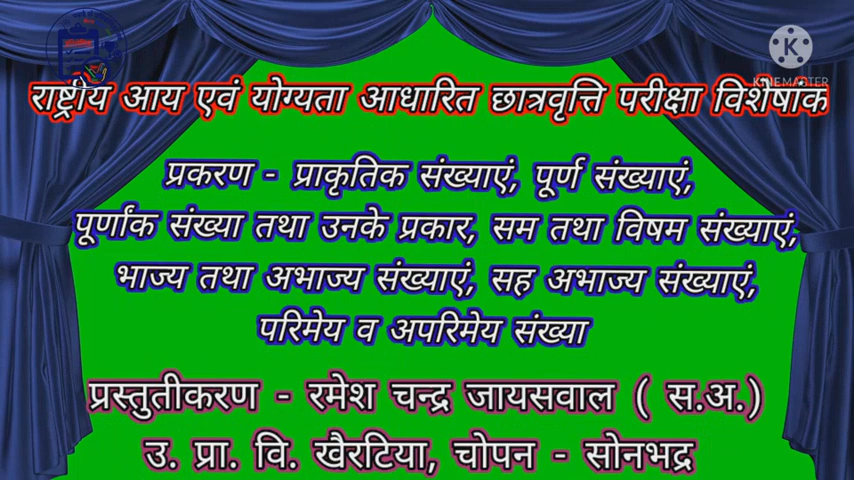 K
KINEMASTER
राष्ट्रीय आय एवं योग्यता आधारित छात्रवृत्ति परीक्षा विशेषांक
प्रकरण - प्राकृतिक संख्याएं, पूर्ण संख्याएं,
पूर्णांक संख्या तथा उनके प्रकार, सम तथा विषम संख्याएं,
भाज्य तथा अभाज्य संख्याएं, सह अभाज्य संख्याएं,
परिमेय व अपरिमेय संख्या
प्रस्तुतीकरण - रमेश चन्द्र जायसवाल ( स.अ.)
उ. प्रा. वि. खैरटिया, चोपन - सोनभद्र